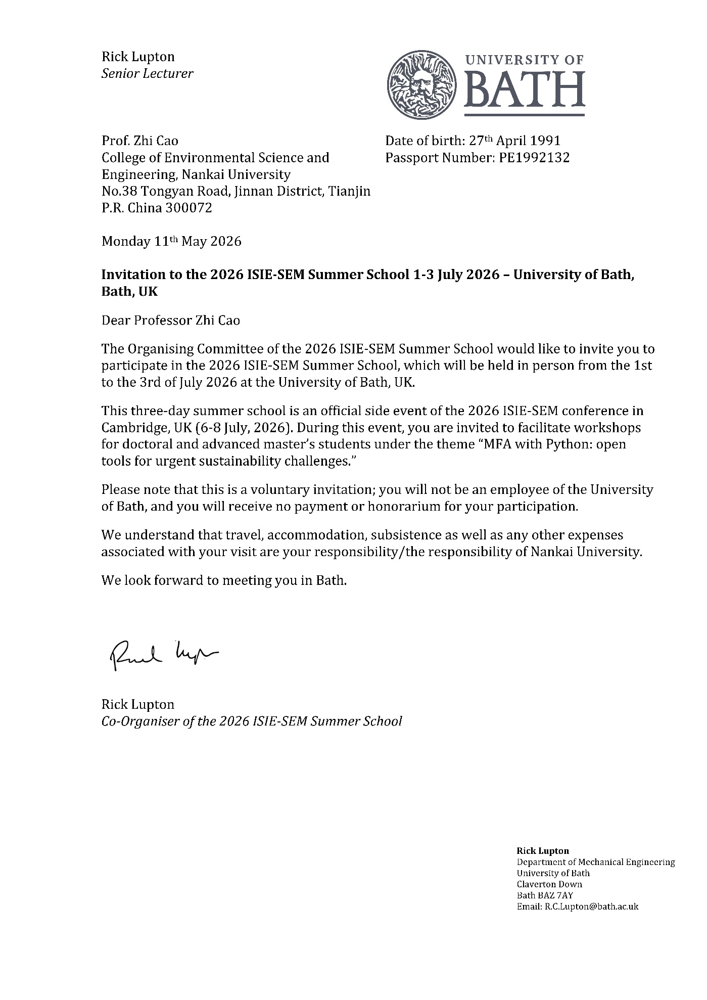 Rick Lupton
Senior Lecturer
UNIVERSITY OF
BATH
Prof. Zhi Cao
College of Environmental Science and
Engineering, Nankai University
No.38 Tongyan Road, Jinnan District, Tianjin
P.R. China 300072
Date of birth: 27th April 1991
Passport Number: PE1992132
Monday 11th May 2026
Invitation to the 2026 ISIE-SEM Summer School 1-3 July 2026 – University of Bath,
Bath, UK
Dear Professor Zhi Cao
The Organising Committee of the 2026 ISIE-SEM Summer School would like to invite you to
participate in the 2026 ISIE-SEM Summer School, which will be held in person from the 1st
to the 3rd of July 2026 at the University of Bath, UK.
This three-day summer school is an official side event of the 2026 ISIE-SEM conference in
Cambridge, UK (6-8 July, 2026). During this event, you are invited to facilitate workshops
for doctoral and advanced master’s students under the theme “MFA with Python: open
tools for urgent sustainability challenges.”
Please note that this is a voluntary invitation; you will not be an employee of the University
of Bath, and you will receive no payment or honorarium for your participation.
We understand that travel, accommodation, subsistence as well as any other expenses
associated with your visit are your responsibility/the responsibility of Nankai University.
We look forward to meeting you in Bath.
Rick Lupton
Co-Organiser of the 2026 ISIE-SEM Summer School
Rick Lupton
Department of Mechanical Engineering
University of Bath
Claverton Down
Bath BAZ 7AY
Email: R.C.Lupton@bath.ac.uk